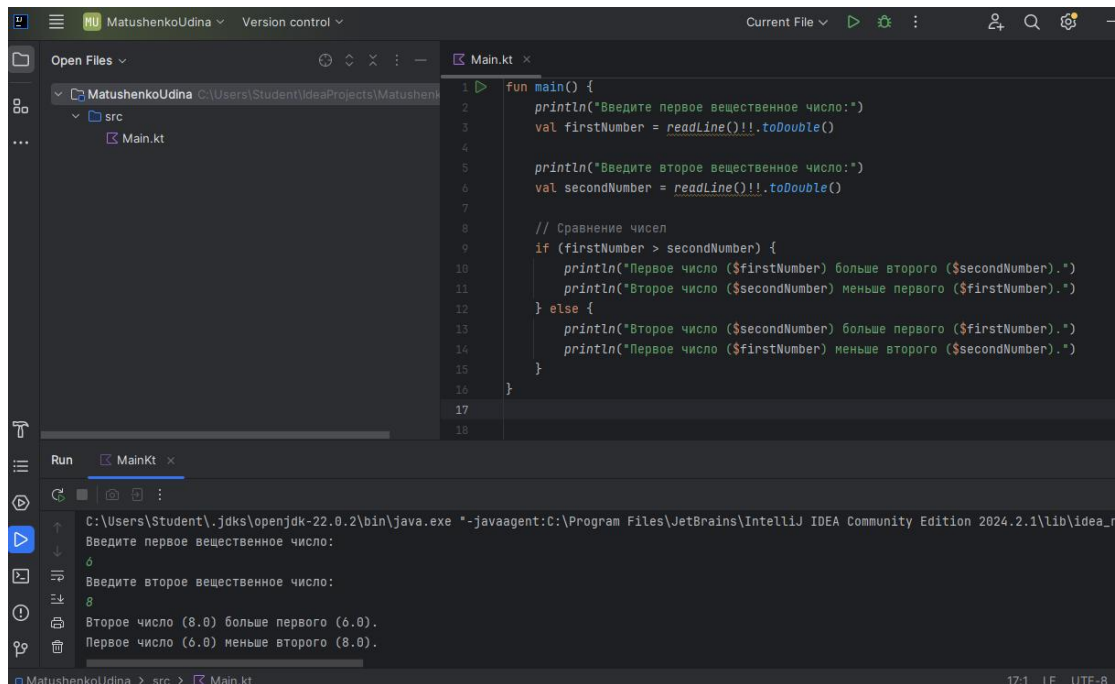 MU MatushenkoUdina Version control Current File
Open Files
Main.kt
MatushenkoUdina C:\Users\Student\IdeaProjects\Matushenk
src
Main.kt
1 fun main() {
2 println("Введите первое вещественное число:")
3 val firstNumber = readLine()!!.toDouble()
4
5 println("Введите второе вещественное число:")
6 val secondNumber = readLine()!!.toDouble()
7
8 // Сравнение чисел
9 if (firstNumber > secondNumber) {
10 println("Первое число ($firstNumber) больше второго ($secondNumber).")
11 println("Второе число ($secondNumber) меньше первого ($firstNumber).")
12 } else {
13 println("Второе число ($secondNumber) больше первого ($firstNumber).")
14 println("Первое число ($firstNumber) меньше второго ($secondNumber).")
15 }
16 }
17
18
Run MainKt
C:\Users\Student\.jdks\openjdk-22.0.2\bin\java.exe "-javaagent:C:\Program Files\JetBrains\IntelliJ IDEA Community Edition 2024.2.1\lib\idea_r
Введите первое вещественное число:
6
Введите второе вещественное число:
8
Второе число (8.0) больше первого (6.0).
Первое число (6.0) меньше второго (8.0).
MatushenkoUdina > src > Main.kt 17:1 LF UTF-8